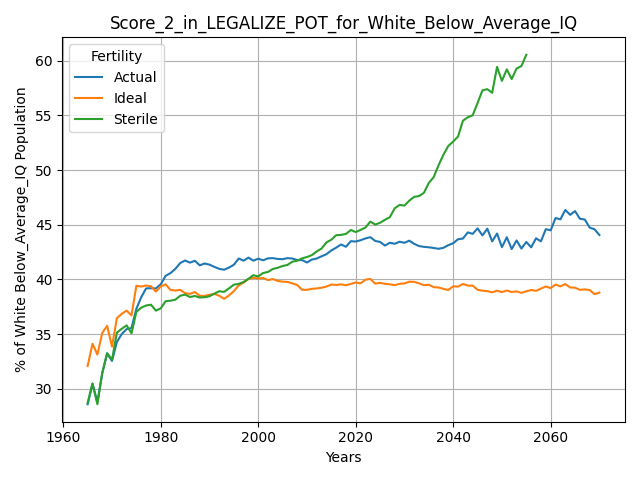 Score_2_in_LEGALIZE_POT_for_White_Below_Average_IQ
Fertility
Actual
Ideal
Sterile
% of White Below_Average_IQ Population
60
55
50
45
40
35
30
1960
1980
2000
2020
2040
2060
Years